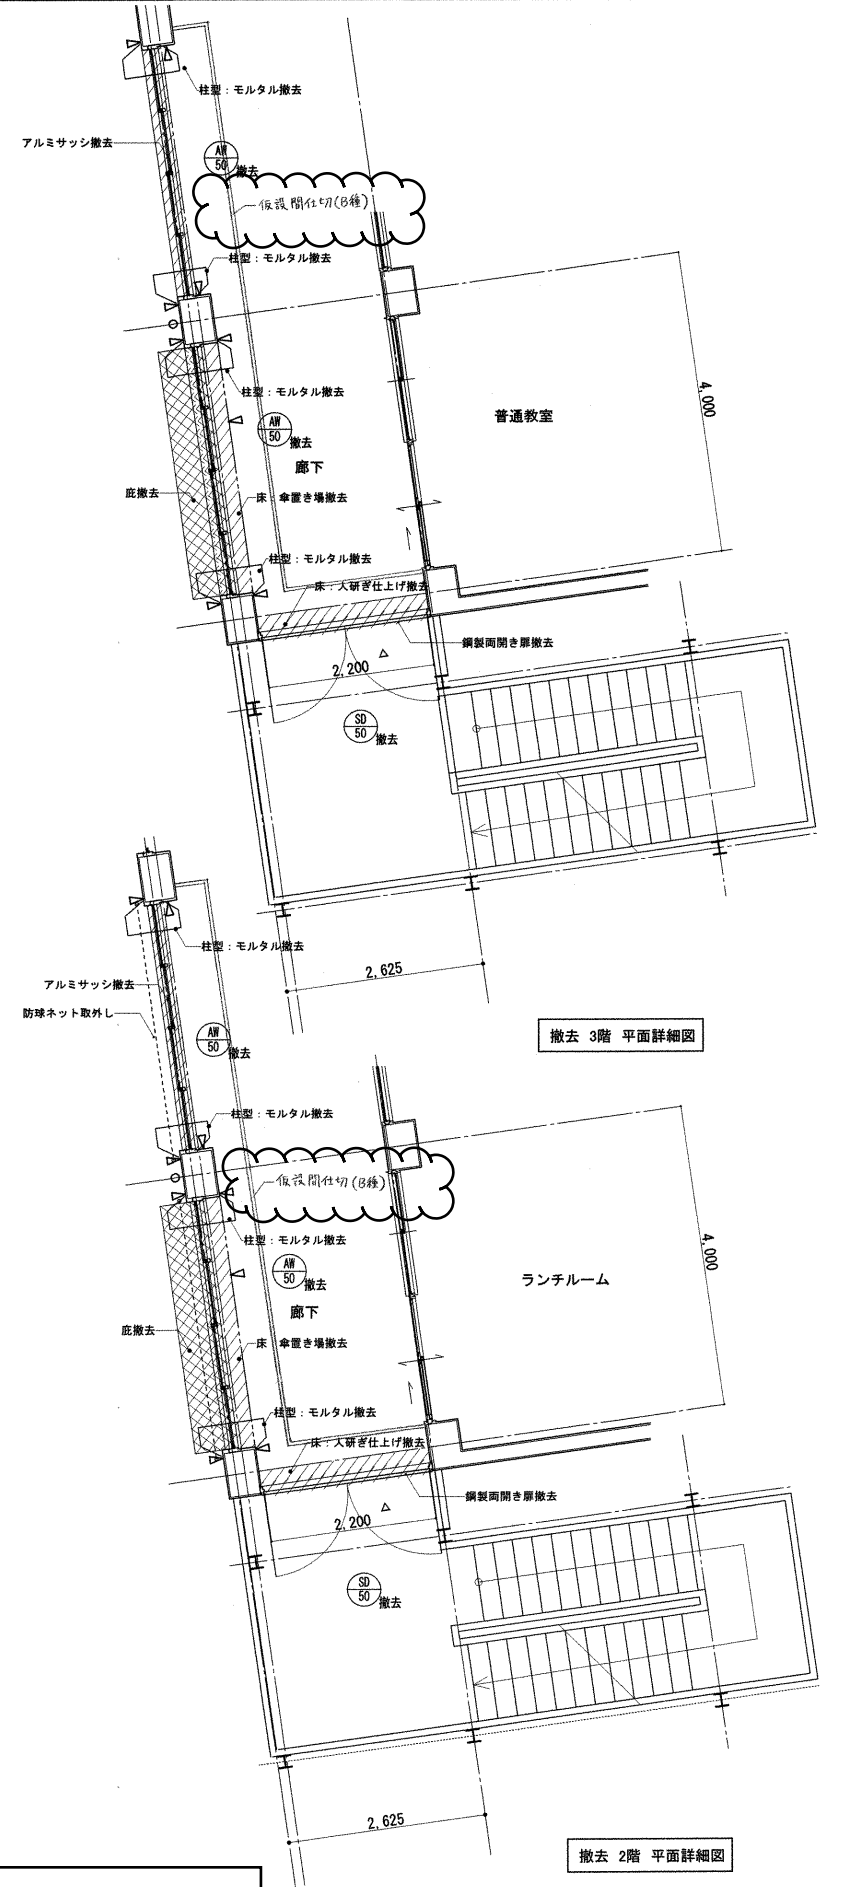 柱型：モルタル撤去
アルミサッシ撤去
AW
50
撤去
仮設間仕切(B種)
柱型：モルタル撤去
柱型：モルタル撤去
4,000
普通教室
AW
50
撤去
廊下
庇撤去
床：傘置き場撤去
柱型：モルタル撤去
床：人研ぎ仕上げ撤去
鋼製両開き扉撤去
2,200
SD
50
撤去
柱型：モルタル撤去
2,625
アルミサッシ撤去
防球ネット取外し
撤去 3階 平面詳細図
AW
50
撤去
柱型：モルタル撤去
仮設間仕切(B種)
柱型：モルタル撤去
4,000
AW
50
撤去
ランチルーム
廊下
庇撤去
床　傘置き場撤去
柱型：モルタル撤去
床：人研ぎ仕上げ撤去
鋼製両開き扉撤去
2,200
SD
50
撤去
2,625
撤去 2階 平面詳細図